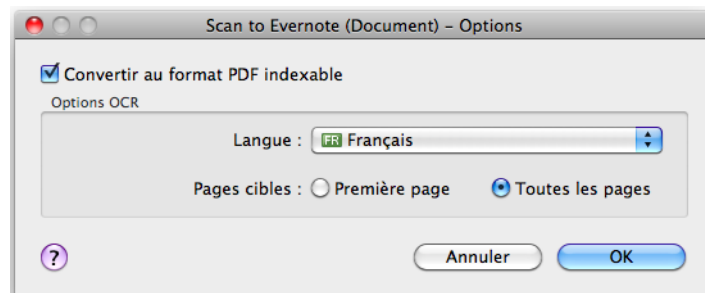 Scan to Evernote (Document) – Options
Convertir au format PDF indexable
Options OCR
Langue : FR Français
Pages cibles : Première page Toutes les pages
? Annuler OK